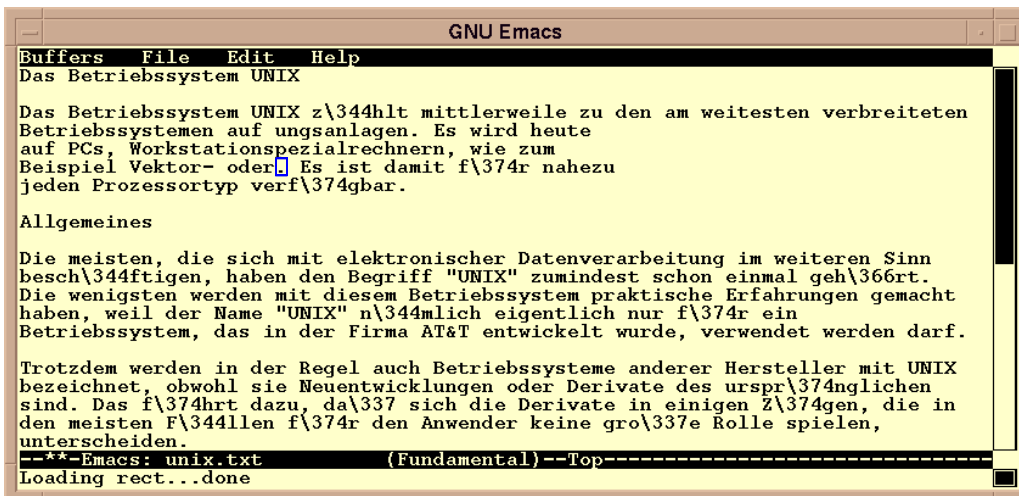 GNU Emacs
Buffers File Edit Help
Das Betriebssystem UNIX
Das Betriebssystem UNIX z\344hlt mittlerweile zu den am weitesten verbreiteten
Betriebssystemen auf ungsanlagen. Es wird heute
auf PCs, Workstationspezialrechnern, wie zum
Beispiel Vektor- oder. Es ist damit f\374r nahezu
jeden Prozessortyp verf\374gbar.
Allgemeines
Die meisten, die sich mit elektronischer Datenverarbeitung im weiteren Sinn
besch\344ftigen, haben den Begriff "UNIX" zumindest schon einmal geh\366rt.
Die wenigsten werden mit diesem Betriebssystem praktische Erfahrungen gemacht
haben, weil der Name "UNIX" n\344mlich eigentlich nur f\374r ein
Betriebssystem, das in der Firma AT&T entwickelt wurde, verwendet werden darf.
Trotzdem werden in der Regel auch Betriebssysteme anderer Hersteller mit UNIX
bezeichnet, obwohl sie Neuentwicklungen oder Derivate des urspr\374nglichen
sind. Das f\374hrt dazu, da\337 sich die Derivate in einigen Z\374gen, die in
den meisten F\344llen f\374r den Anwender keine gro\337e Rolle spielen,
unterscheiden.
--**-Emacs: unix.txt (Fundamental)--Top---------------------------------
Loading rect...done